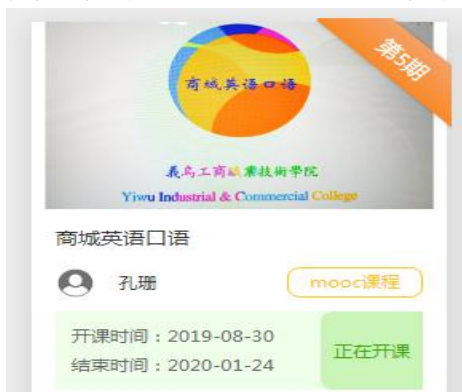 第5期
商城英语口语
義乌工商職業技術學院
Yiwu Industrial & Commercial College
商城英语口语
孔珊
mooc课程
开课时间：2019-08-30
结束时间：2020-01-24
正在开课